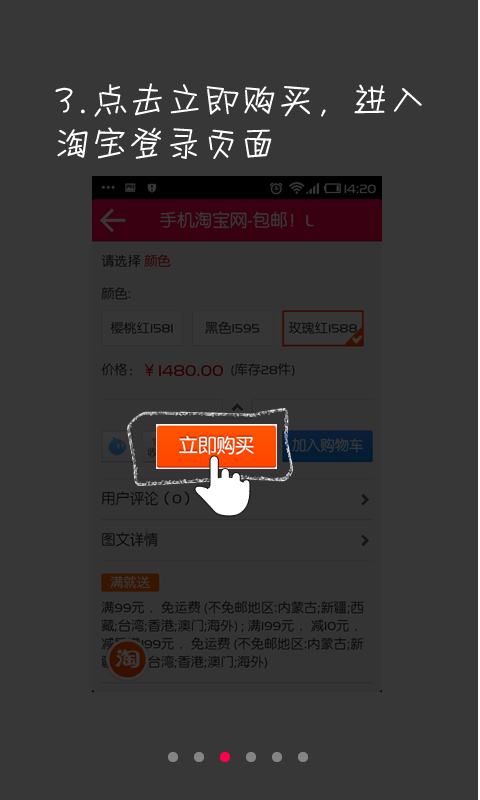 3.点击立即购买，进入
淘宝登录页面
14:20
手机淘宝网-包邮！L
请选择 颜色
颜色:
樱桃红1581 黑色1595 玫瑰红1588
价格：￥1480.00 (库存28件)
收
立即购买
加入购物车
用户评论（0）
图文详情
满就送
满99元 ，免运费 (不免邮地区:内蒙古;新疆;西
藏;台湾;香港;澳门;海外) ; 满199元 ，减10元 ．
满199元 ，免运费 (不免邮地区:内蒙古;新
台湾;香港;澳门;海外)
淘